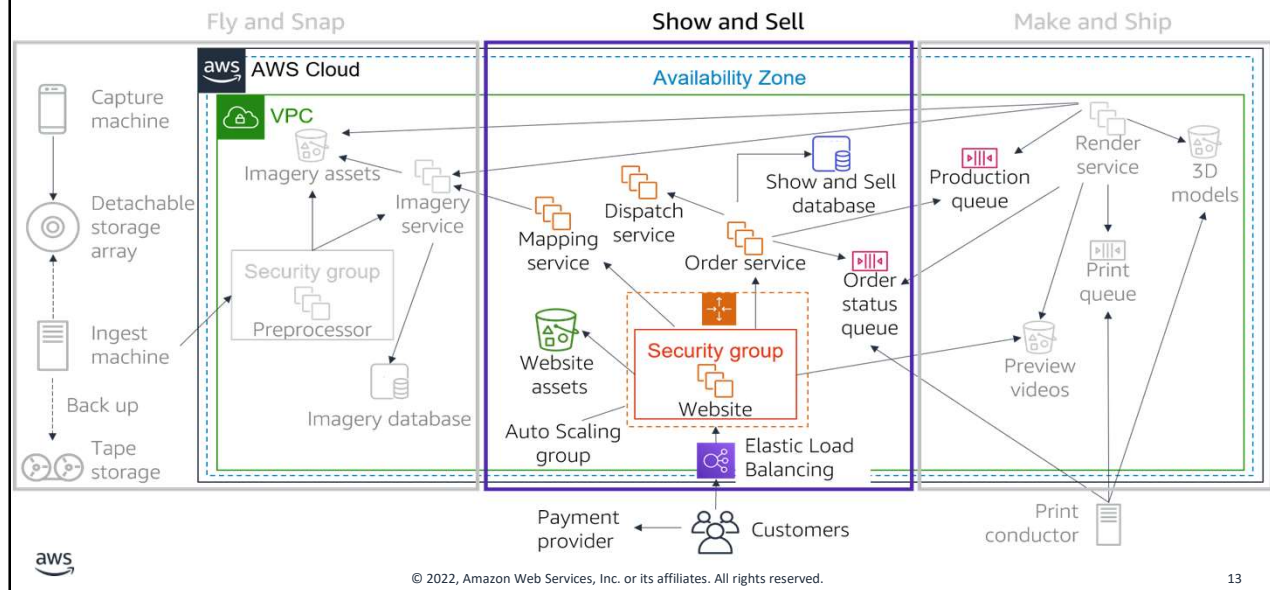 Fly and Snap
Show and Sell
Make and Ship
aws
AWS Cloud
Availability Zone
VPC
Capture
machine
Detachable
storage
array
Ingest
machine
Back up
Tape
storage
Imagery assets
Imagery
service
Security group
Preprocessor
Imagery database
Mapping
service
Dispatch
service
Order service
Show and Sell
database
Website
assets
Security group
Website
Auto Scaling
group
Elastic Load
Balancing
Order
status
queue
Production
queue
Render
service
3D
models
Print
queue
Preview
videos
Payment
provider
Customers
Print
conductor
aws
© 2022, Amazon Web Services, Inc. or its affiliates. All rights reserved.
13